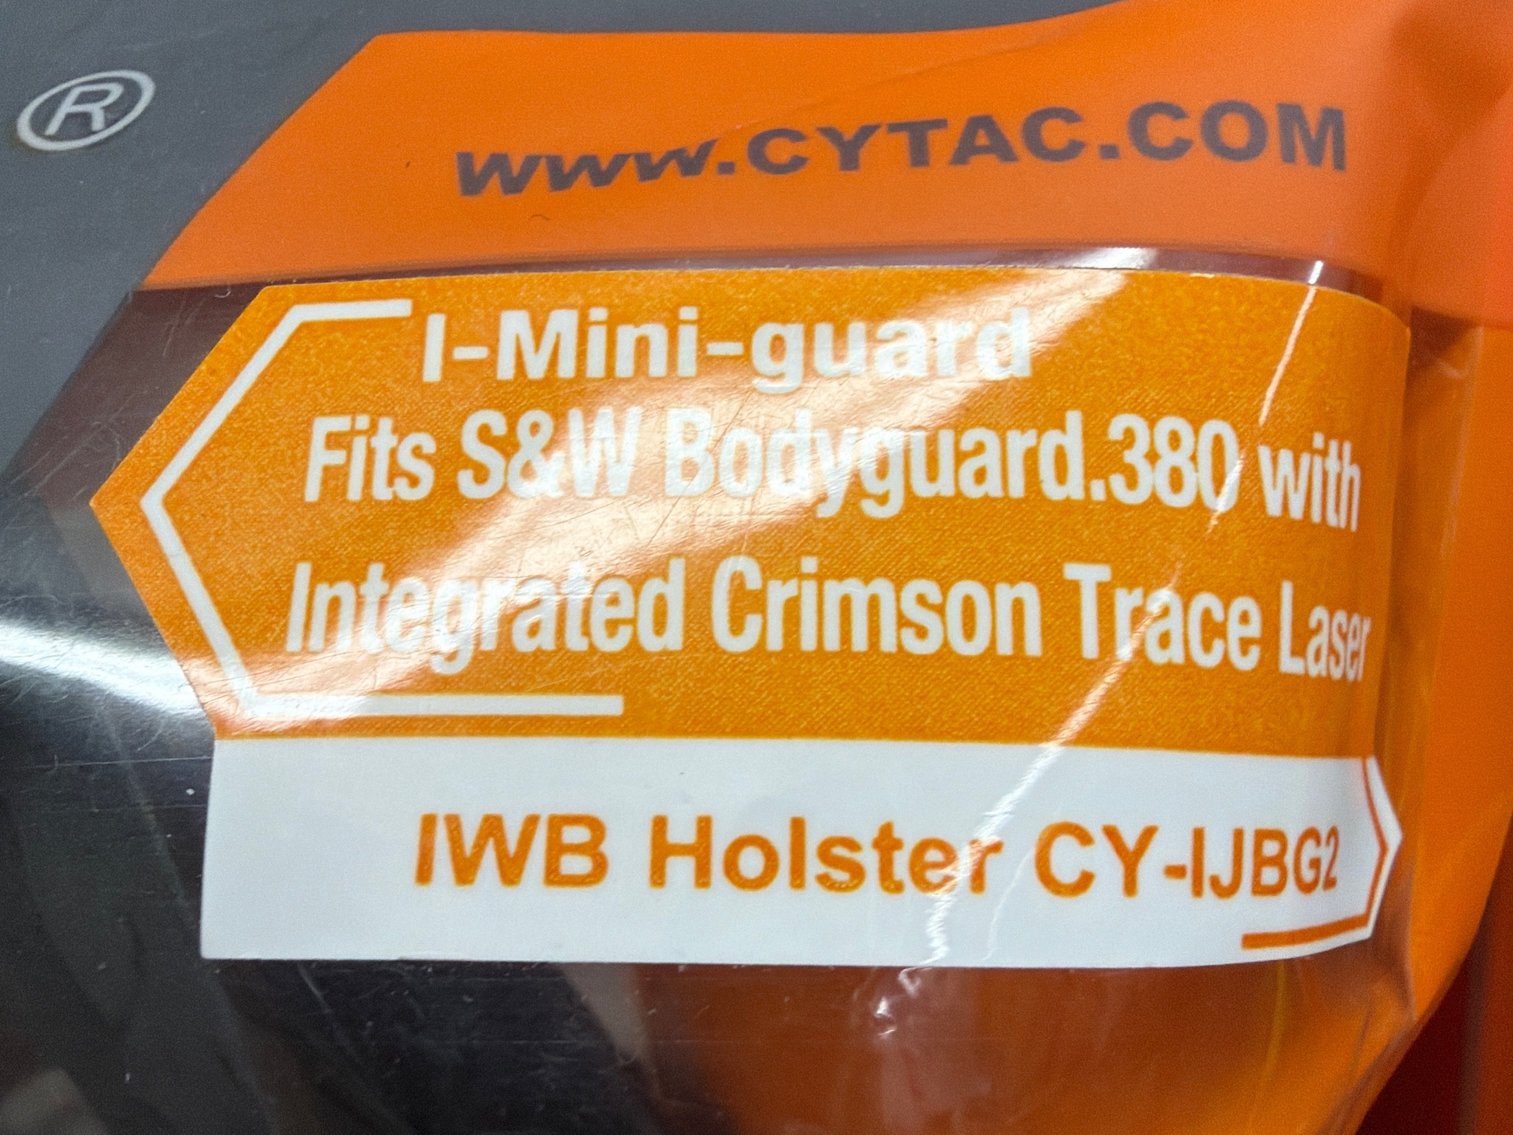 ®
www.CYTAC.COM
I-Mini-guard
Fits S&W Bodyguard.380 with
Integrated Crimson Trace Laser
IWB Holster CY-IJBG2